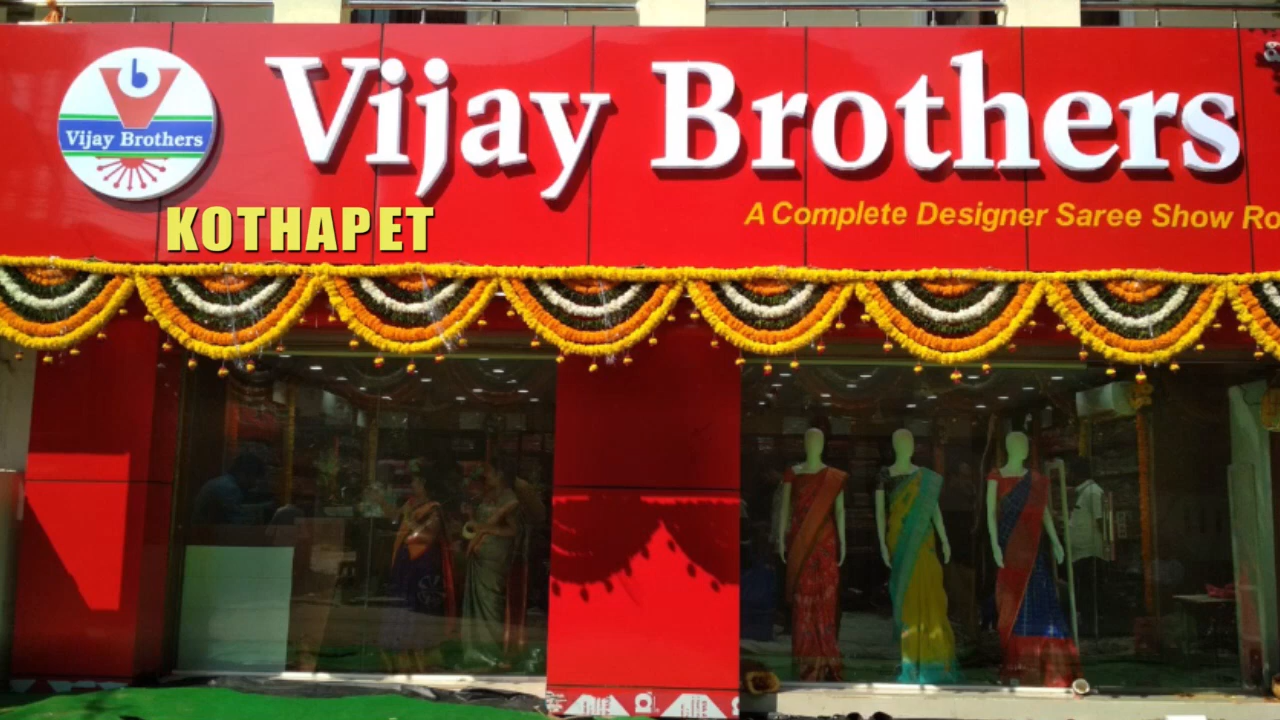 b
Vijay Brothers
Vijay Brothers
KOTHAPET
A Complete Designer Saree Show Ro